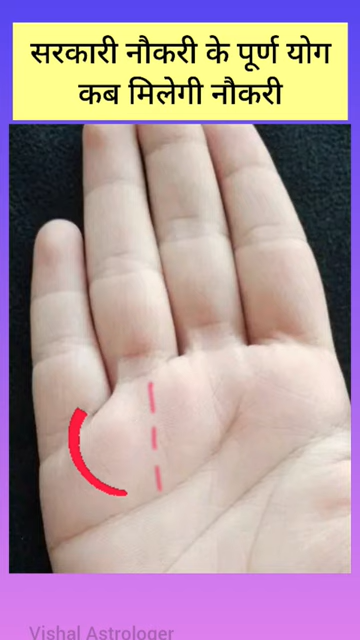 सरकारी नौकरी के पूर्ण योग
कब मिलेगी नौकरी
Vishal Astrologer